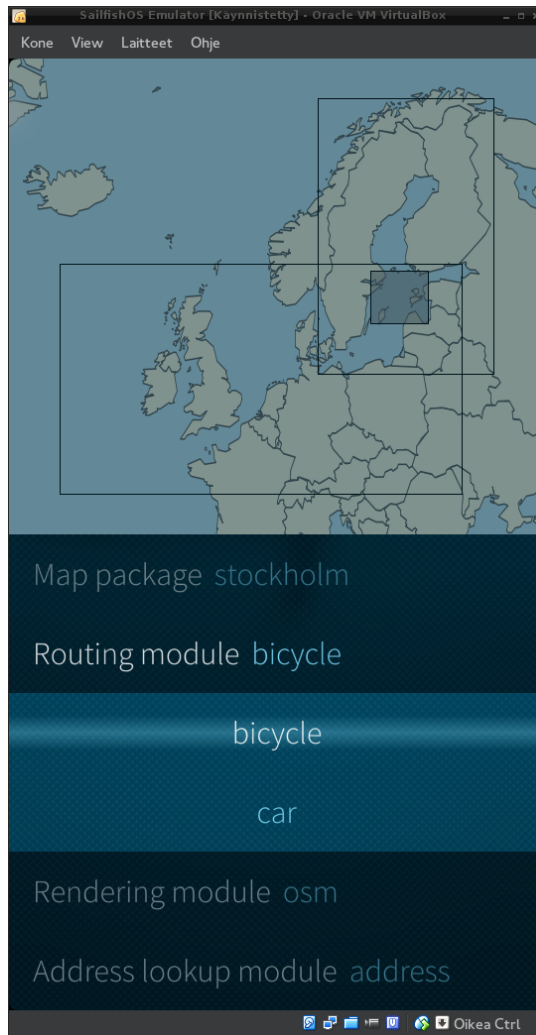 SailfishOS Emulator [Käynnistetty] - Oracle VM VirtualBox
Kone View Laitteet Ohje
Map package stockholm
Routing module bicycle
bicycle
car
Rendering module osm
Address lookup module address
Oikea Ctrl